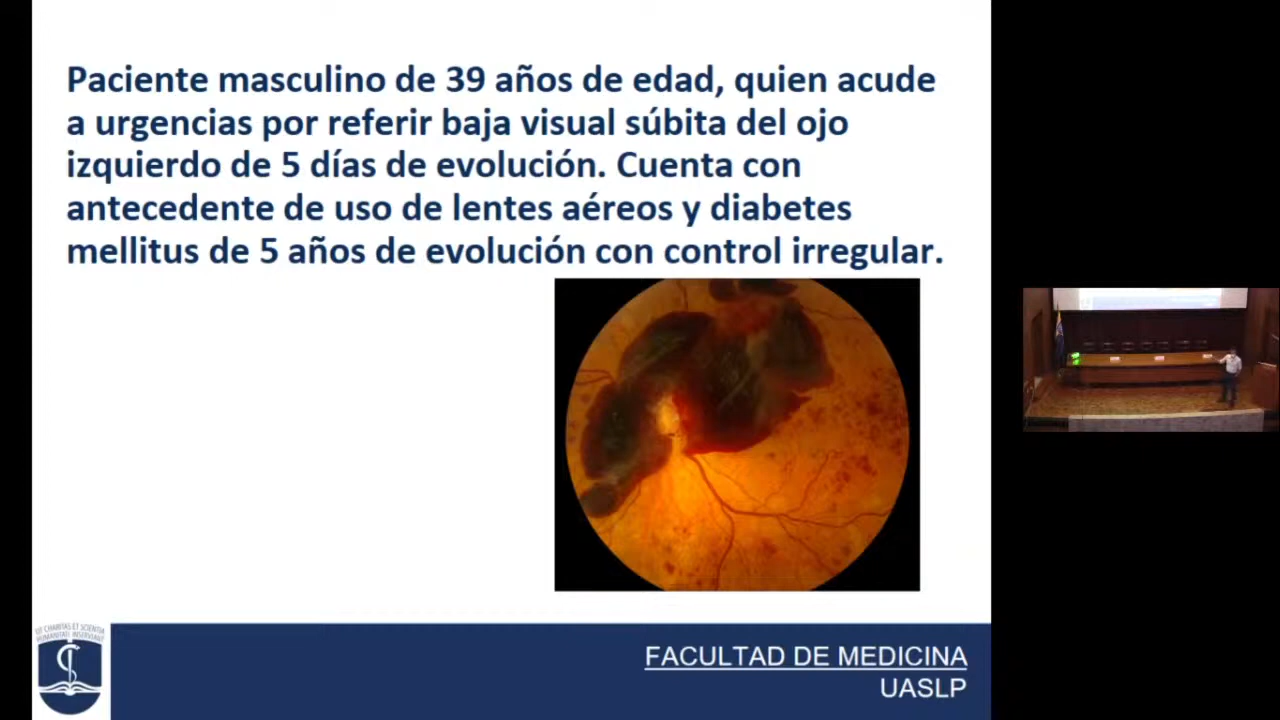 Paciente masculino de 39 años de edad, quien acude
a urgencias por referir baja visual súbita del ojo
izquierdo de 5 días de evolución. Cuenta con
antecedente de uso de lentes aéreos y diabetes
mellitus de 5 años de evolución con control irregular.
FACULTAD DE MEDICINA
UASLP